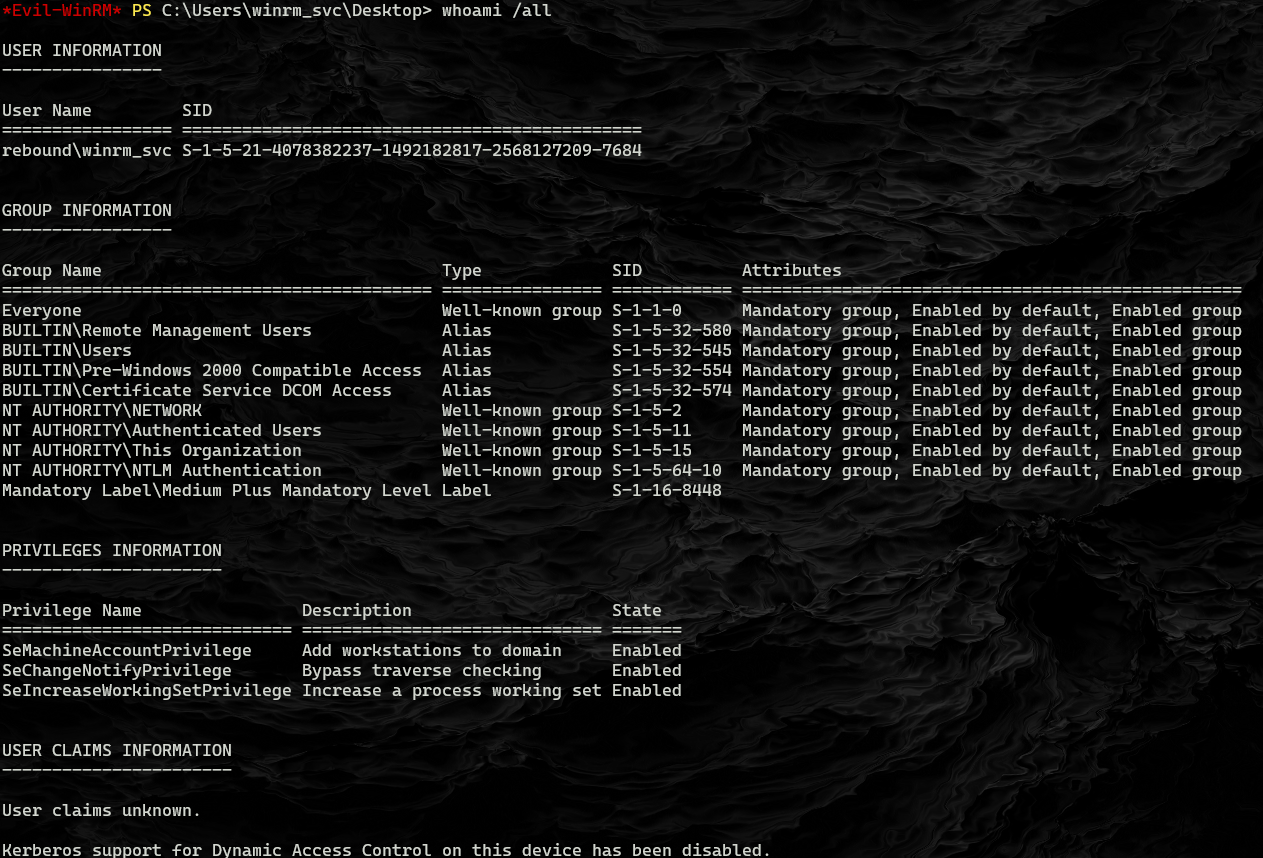 *Evil-WinRM* PS C:\Users\winrm_svc\Desktop> whoami /all
USER INFORMATION
----------------
User Name         SID
================= ==============================================
rebound\winrm_svc S-1-5-21-4078382237-1492182817-2568127209-7684
GROUP INFORMATION
-----------------
Group Name                                  Type             SID          Attributes
=========================================== ================ ============ ==================================================
Everyone                                    Well-known group S-1-1-0      Mandatory group, Enabled by default, Enabled group
BUILTIN\Remote Management Users             Alias            S-1-5-32-580 Mandatory group, Enabled by default, Enabled group
BUILTIN\Users                               Alias            S-1-5-32-545 Mandatory group, Enabled by default, Enabled group
BUILTIN\Pre-Windows 2000 Compatible Access  Alias            S-1-5-32-554 Mandatory group, Enabled by default, Enabled group
BUILTIN\Certificate Service DCOM Access     Alias            S-1-5-32-574 Mandatory group, Enabled by default, Enabled group
NT AUTHORITY\NETWORK                        Well-known group S-1-5-2      Mandatory group, Enabled by default, Enabled group
NT AUTHORITY\Authenticated Users            Well-known group S-1-5-11     Mandatory group, Enabled by default, Enabled group
NT AUTHORITY\This Organization              Well-known group S-1-5-15     Mandatory group, Enabled by default, Enabled group
NT AUTHORITY\NTLM Authentication            Well-known group S-1-5-64-10  Mandatory group, Enabled by default, Enabled group
Mandatory Label\Medium Plus Mandatory Level Label            S-1-16-8448
PRIVILEGES INFORMATION
----------------------
Privilege Name                Description                    State
============================= ============================== =======
SeMachineAccountPrivilege     Add workstations to domain     Enabled
SeChangeNotifyPrivilege       Bypass traverse checking       Enabled
SeIncreaseWorkingSetPrivilege Increase a process working set Enabled
USER CLAIMS INFORMATION
-----------------------
User claims unknown.
Kerberos support for Dynamic Access Control on this device has been disabled.